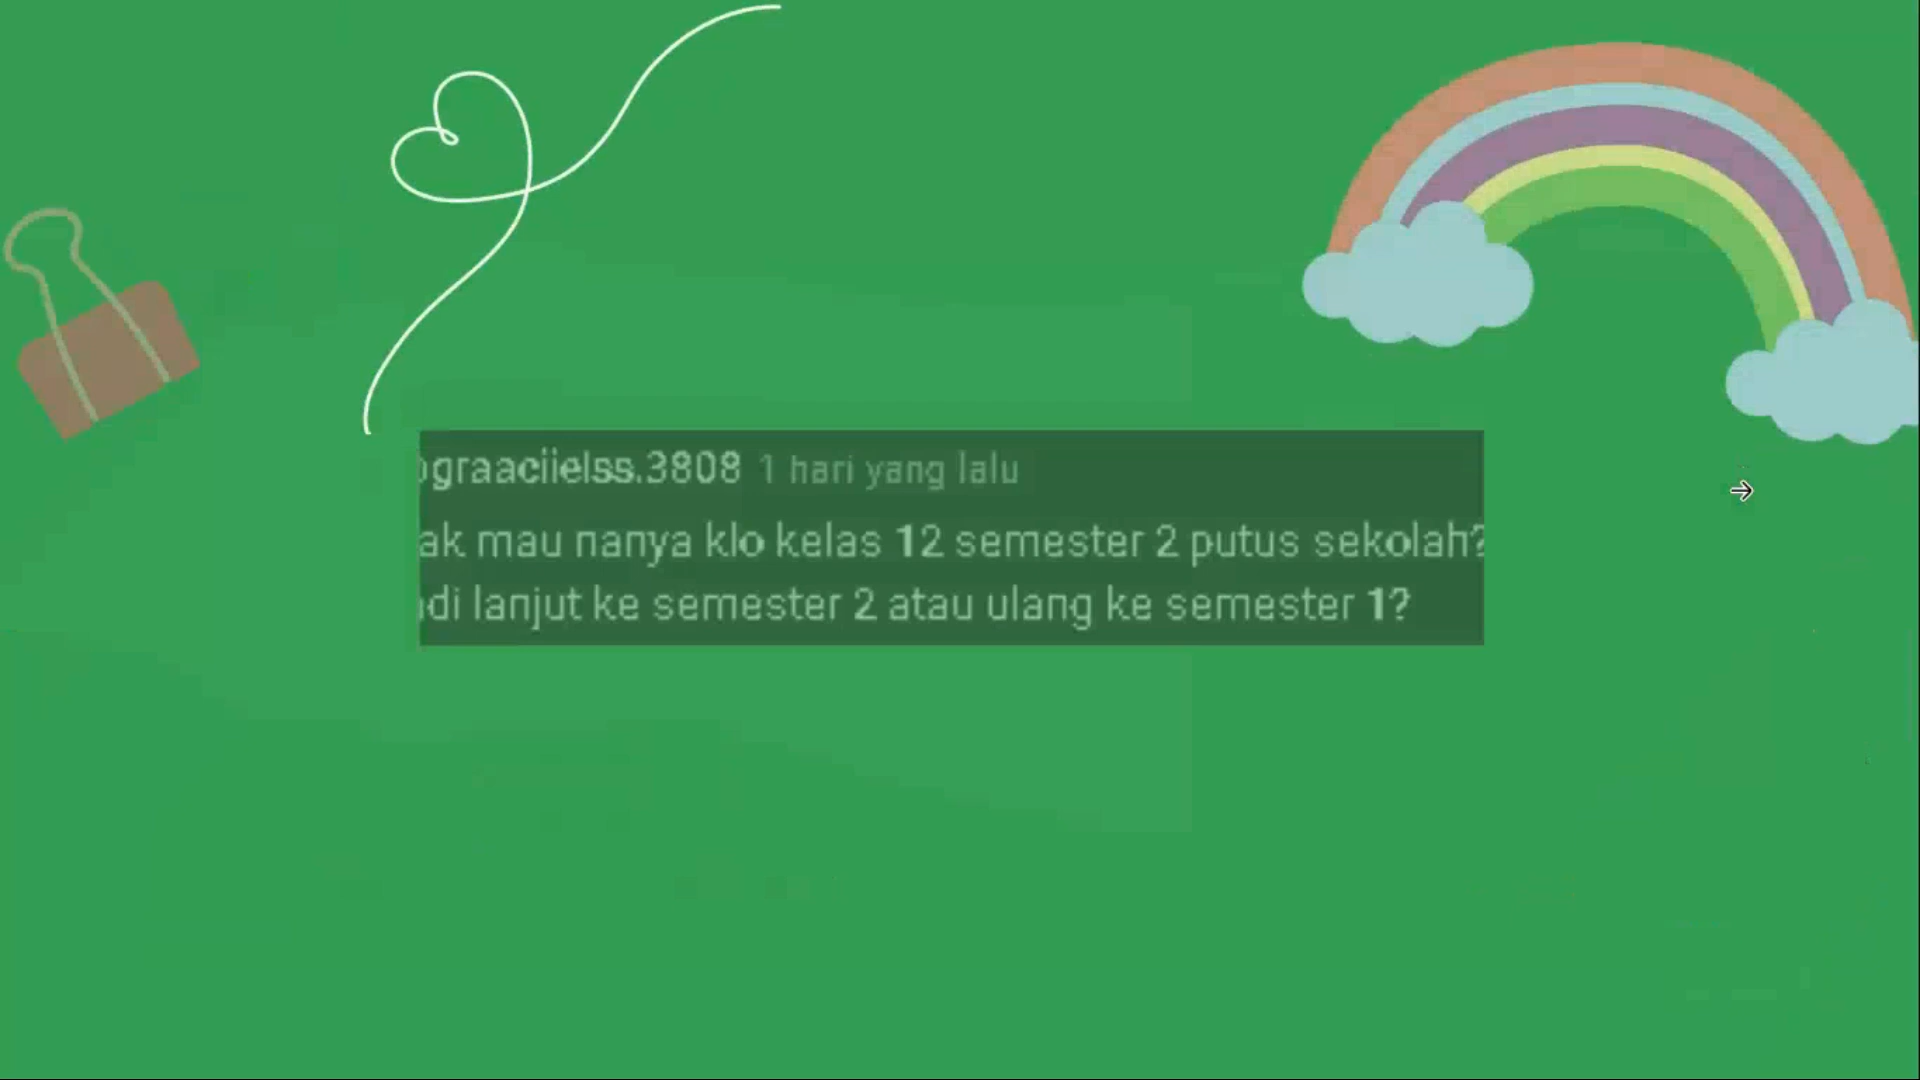 ograaciielss.3808 1 hari yang lalu
ak mau nanya klo kelas 12 semester 2 putus sekolah?
di lanjut ke semester 2 atau ulang ke semester 1?